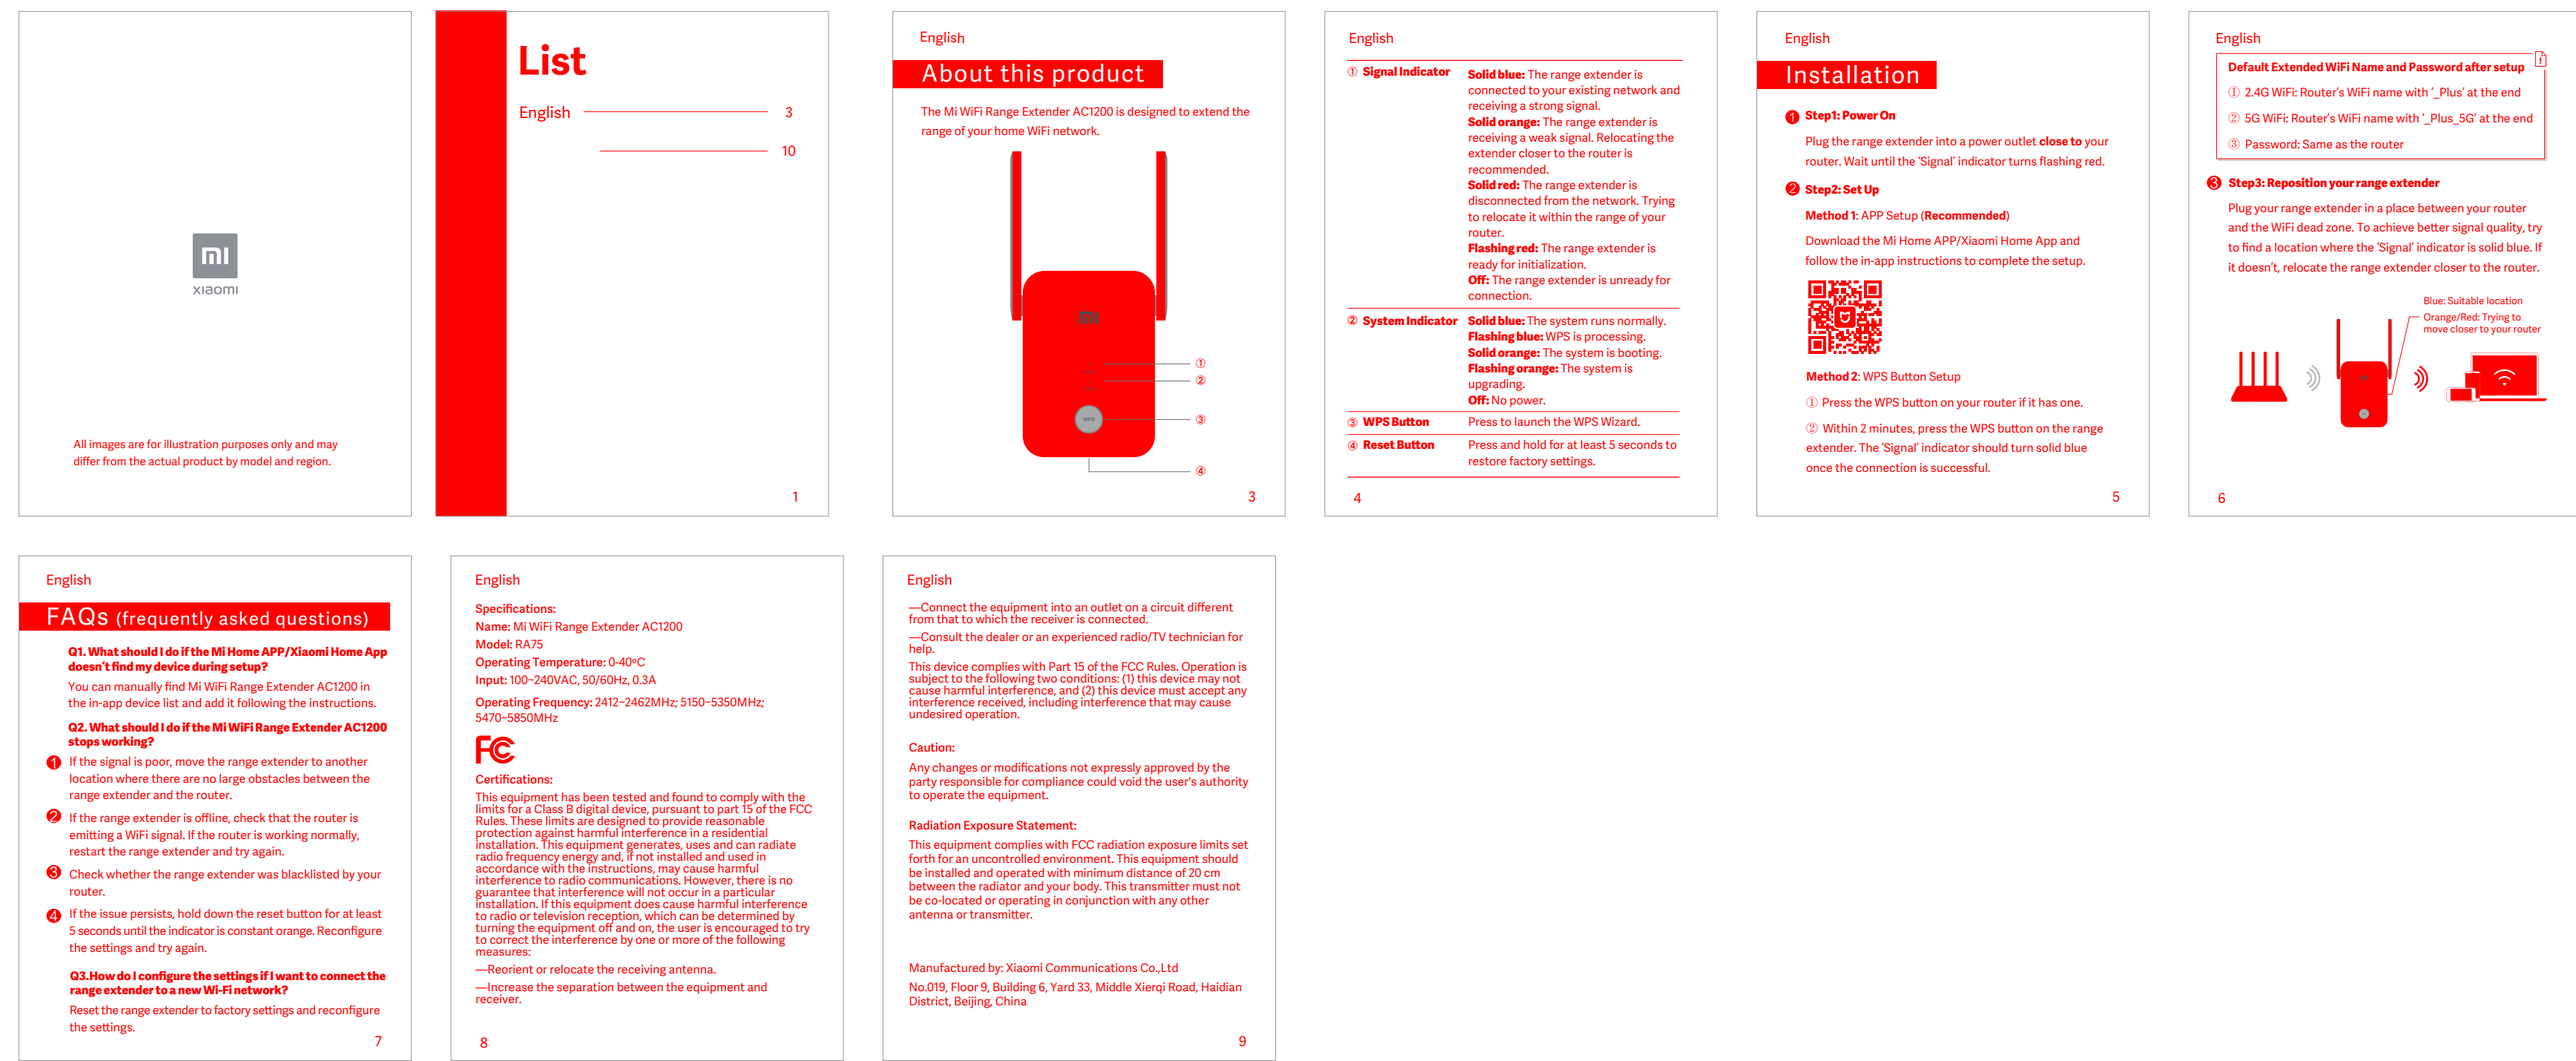 mi
xiaomi
All images are for illustration purposes only and may
differ from the actual product by model and region.
List
English 3
10
1
English
About this product
The Mi WiFi Range Extender AC1200 is designed to extend the
range of your home WiFi network.
mi
①
②
WPS
③
④
3
English
① Signal Indicator Solid blue: The range extender is
connected to your existing network and
receiving a strong signal.
Solid orange: The range extender is
receiving a weak signal. Relocating the
extender closer to the router is
recommended.
Solid red: The range extender is
disconnected from the network. Trying
to relocate it within the range of your
router.
Flashing red: The range extender is
ready for initialization.
Off: The range extender is unready for
connection.
② System Indicator Solid blue: The system runs normally.
Flashing blue: WPS is processing.
Solid orange: The system is booting.
Flashing orange: The system is
upgrading.
Off: No power.
③ WPS Button Press to launch the WPS Wizard.
④ Reset Button Press and hold for at least 5 seconds to
restore factory settings.
4
English
Installation
1 Step1: Power On
Plug the range extender into a power outlet close to your
router. Wait until the ‘Signal’ indicator turns flashing red.
2 Step2: Set Up
Method 1: APP Setup (Recommended)
Download the Mi Home APP/Xiaomi Home App and
follow the in-app instructions to complete the setup.
Method 2: WPS Button Setup
① Press the WPS button on your router if it has one.
② Within 2 minutes, press the WPS button on the range
extender. The ‘Signal’ indicator should turn solid blue
once the connection is successful.
5
English
Default Extended WiFi Name and Password after setup
① 2.4G WiFi: Router’s WiFi name with ‘_Plus’ at the end
② 5G WiFi: Router’s WiFi name with ‘_Plus_5G’ at the end
③ Password: Same as the router
3 Step3: Reposition your range extender
Plug your range extender in a place between your router
and the WiFi dead zone. To achieve better signal quality, try
to find a location where the ‘Signal’ indicator is solid blue. If
it doesn’t, relocate the range extender closer to the router.
Blue: Suitable location
Orange/Red: Trying to
move closer to your router
6
English
FAQs (frequently asked questions)
Q1. What should I do if the Mi Home APP/Xiaomi Home App
doesn’t find my device during setup?
You can manually find Mi WiFi Range Extender AC1200 in
the in-app device list and add it following the instructions.
Q2. What should I do if the Mi WiFi Range Extender AC1200
stops working?
1 If the signal is poor, move the range extender to another
location where there are no large obstacles between the
range extender and the router.
2 If the range extender is offline, check that the router is
emitting a WiFi signal. If the router is working normally,
restart the range extender and try again.
3 Check whether the range extender was blacklisted by your
router.
4 If the issue persists, hold down the reset button for at least
5 seconds until the indicator is constant orange. Reconfigure
the settings and try again.
Q3.How do I configure the settings if I want to connect the
range extender to a new Wi-Fi network?
Reset the range extender to factory settings and reconfigure
the settings.
7
English
Specifications:
Name: Mi WiFi Range Extender AC1200
Model: RA75
Operating Temperature: 0-40ºC
Input: 100~240VAC, 50/60Hz, 0.3A
Operating Frequency: 2412~2462MHz; 5150~5350MHz;
5470~5850MHz
FC
Certifications:
This equipment has been tested and found to comply with the
limits for a Class B digital device, pursuant to part 15 of the FCC
Rules. These limits are designed to provide reasonable
protection against harmful interference in a residential
installation. This equipment generates, uses and can radiate
radio frequency energy and, if not installed and used in
accordance with the instructions, may cause harmful
interference to radio communications. However, there is no
guarantee that interference will not occur in a particular
installation. If this equipment does cause harmful interference
to radio or television reception, which can be determined by
turning the equipment off and on, the user is encouraged to try
to correct the interference by one or more of the following
measures:
—Reorient or relocate the receiving antenna.
—Increase the separation between the equipment and
receiver.
8
English
—Connect the equipment into an outlet on a circuit different
from that to which the receiver is connected.
—Consult the dealer or an experienced radio/TV technician for
help.
This device complies with Part 15 of the FCC Rules. Operation is
subject to the following two conditions: (1) this device may not
cause harmful interference, and (2) this device must accept any
interference received, including interference that may cause
undesired operation.
Caution:
Any changes or modifications not expressly approved by the
party responsible for compliance could void the user's authority
to operate the equipment.
Radiation Exposure Statement:
This equipment complies with FCC radiation exposure limits set
forth for an uncontrolled environment. This equipment should
be installed and operated with minimum distance of 20 cm
between the radiator and your body. This transmitter must not
be co-located or operating in conjunction with any other
antenna or transmitter.
Manufactured by: Xiaomi Communications Co.,Ltd
No.019, Floor 9, Building 6, Yard 33, Middle Xierqi Road, Haidian
District, Beijing, China
9